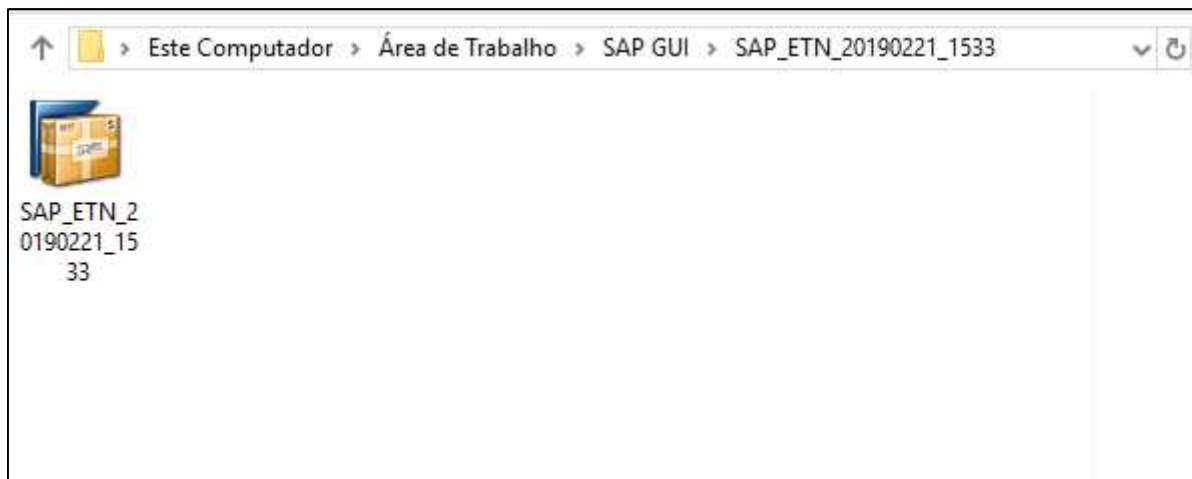 Este Computador > Área de Trabalho > SAP GUI > SAP_ETN_20190221_1533
SAP_ETN_2
0190221_15
33